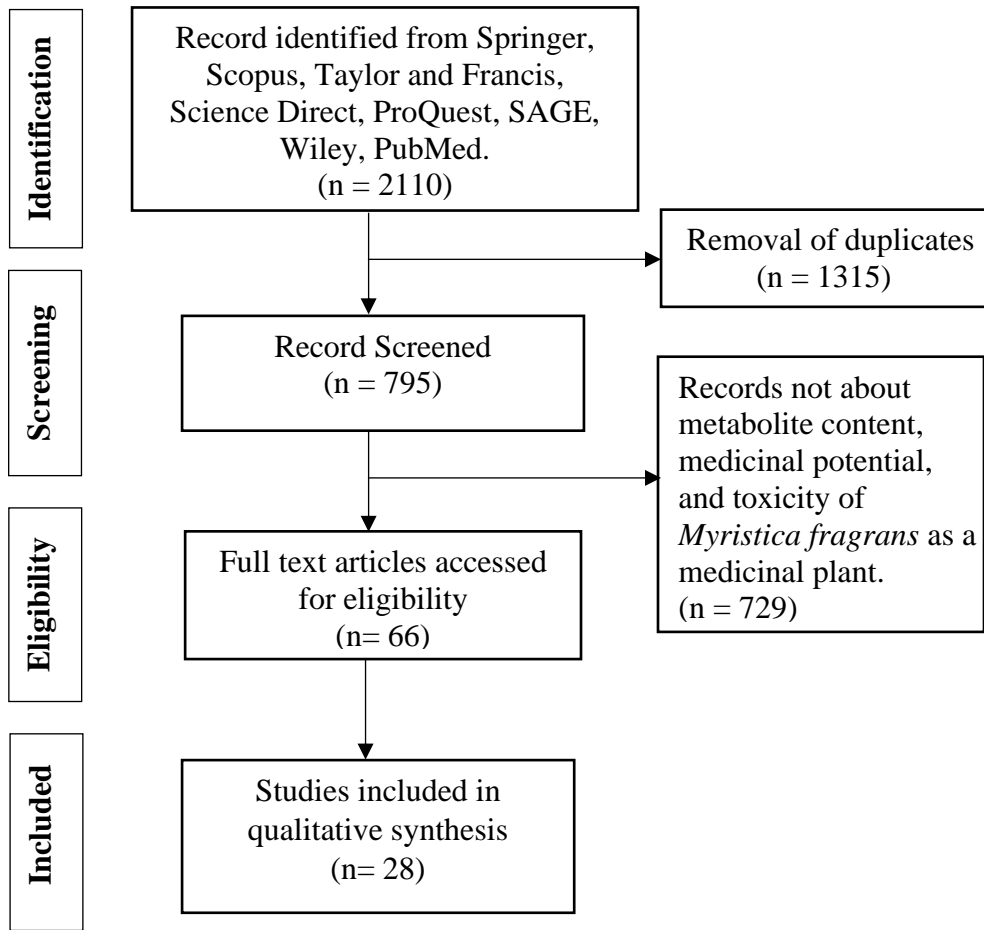 Identification
Record identified from Springer,
Scopus, Taylor and Francis,
Science Direct, ProQuest, SAGE,
Wiley, PubMed.
(n = 2110)
Removal of duplicates
(n = 1315)
Screening
Record Screened
(n = 795)
Records not about
metabolite content,
medicinal potential,
and toxicity of
Myristica fragrans as a
medicinal plant.
(n = 729)
Eligibility
Full text articles accessed
for eligibility
(n= 66)
Included
Studies included in
qualitative synthesis
(n= 28)